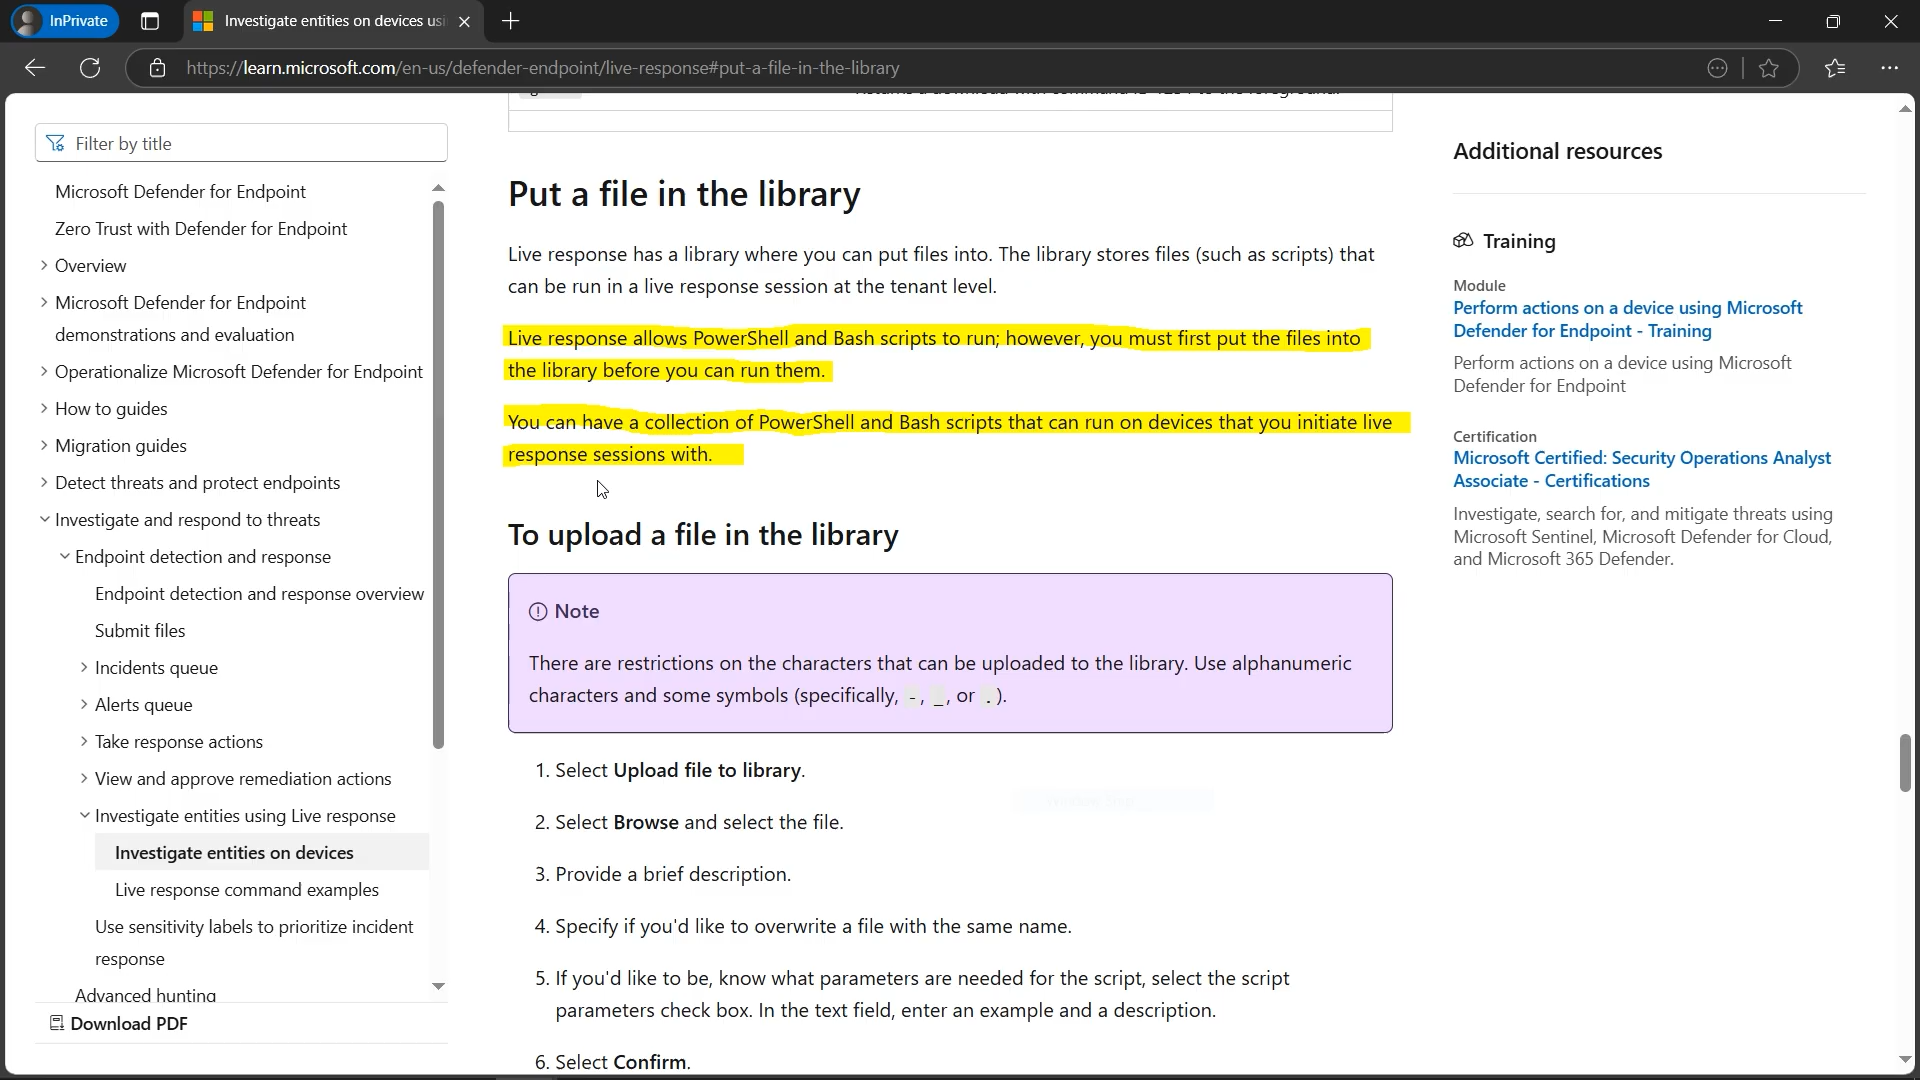 InPrivate
Investigate entities on devices usi
https://learn.microsoft.com/en-us/defender-endpoint/live-response#put-a-file-in-the-library
Filter by title
Microsoft Defender for Endpoint
Zero Trust with Defender for Endpoint
Overview
Microsoft Defender for Endpoint
demonstrations and evaluation
Operationalize Microsoft Defender for Endpoint
How to guides
Migration guides
Detect threats and protect endpoints
Investigate and respond to threats
Endpoint detection and response
Endpoint detection and response overview
Submit files
Incidents queue
Alerts queue
Take response actions
View and approve remediation actions
Investigate entities using Live response
Investigate entities on devices
Live response command examples
Use sensitivity labels to prioritize incident
response
Advanced hunting
Download PDF
Put a file in the library
Live response has a library where you can put files into. The library stores files (such as scripts) that
can be run in a live response session at the tenant level.
Live response allows PowerShell and Bash scripts to run; however, you must first put the files into
the library before you can run them.
You can have a collection of PowerShell and Bash scripts that can run on devices that you initiate live
response sessions with.
To upload a file in the library
Note
There are restrictions on the characters that can be uploaded to the library. Use alphanumeric
characters and some symbols (specifically, -, _, or .).
1. Select Upload file to library.
2. Select Browse and select the file.
3. Provide a brief description.
4. Specify if you'd like to overwrite a file with the same name.
5. If you'd like to be, know what parameters are needed for the script, select the script
parameters check box. In the text field, enter an example and a description.
6. Select Confirm.
Additional resources
Training
Module
Perform actions on a device using Microsoft
Defender for Endpoint - Training
Perform actions on a device using Microsoft
Defender for Endpoint
Certification
Microsoft Certified: Security Operations Analyst
Associate - Certifications
Investigate, search for, and mitigate threats using
Microsoft Sentinel, Microsoft Defender for Cloud,
and Microsoft 365 Defender.